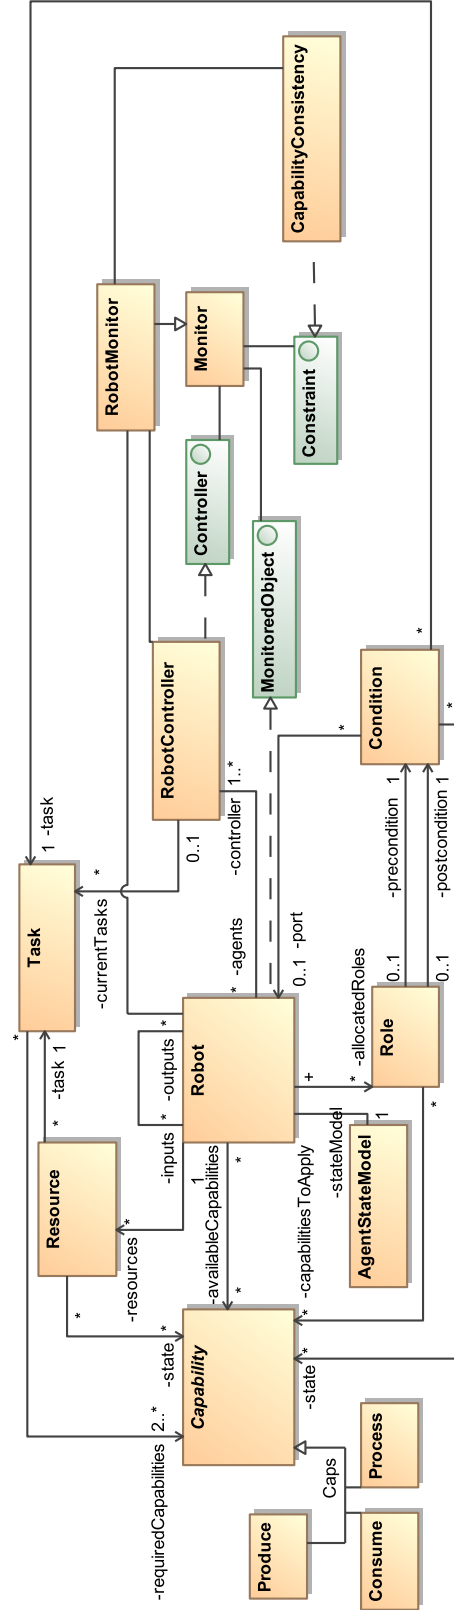 *
Task
1 -task
Resource
*
-task 1
*
-currentTasks
*
RobotMonitor
-resources
*
-requiredCapabilities
2..*
-state
*
-inputs
*
-outputs
*
RobotController
Capability
1
Robot
0..1
Controller
Monitor
-availableCapabilities
*
*
*
-agents
-controller
1..*
Produce
MonitoredObject
CapabilityConsistency
0..1 -port
Constraint
-state
*
-capabilitiesToApply
*
+
Caps
-stateModel
*
-allocatedRoles
*
AgentStateModel
1
Process
Consume
Role
Condition
-precondition
1
0..1
*
*
-postcondition 1
0..1
*